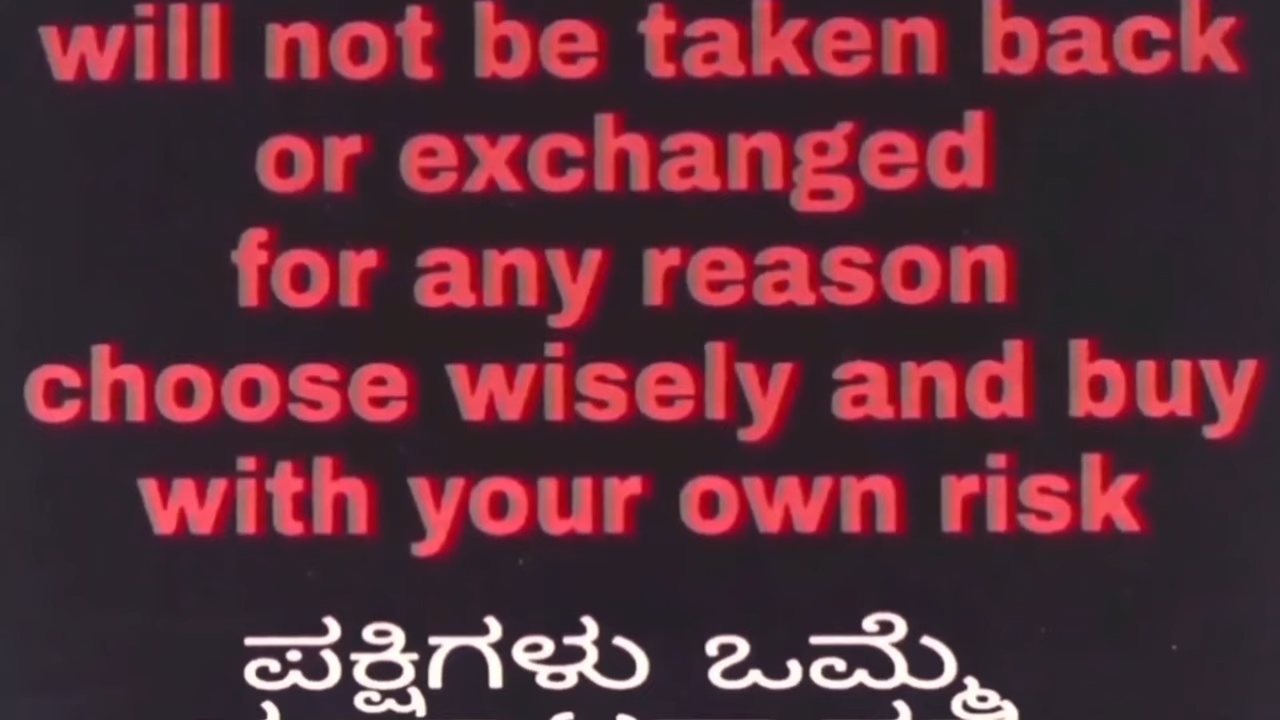 will not be taken back
or exchanged
for any reason
choose wisely and buy
with your own risk
ಪಕ್ಷಿಗಳು ಒಮ್ಮೆ